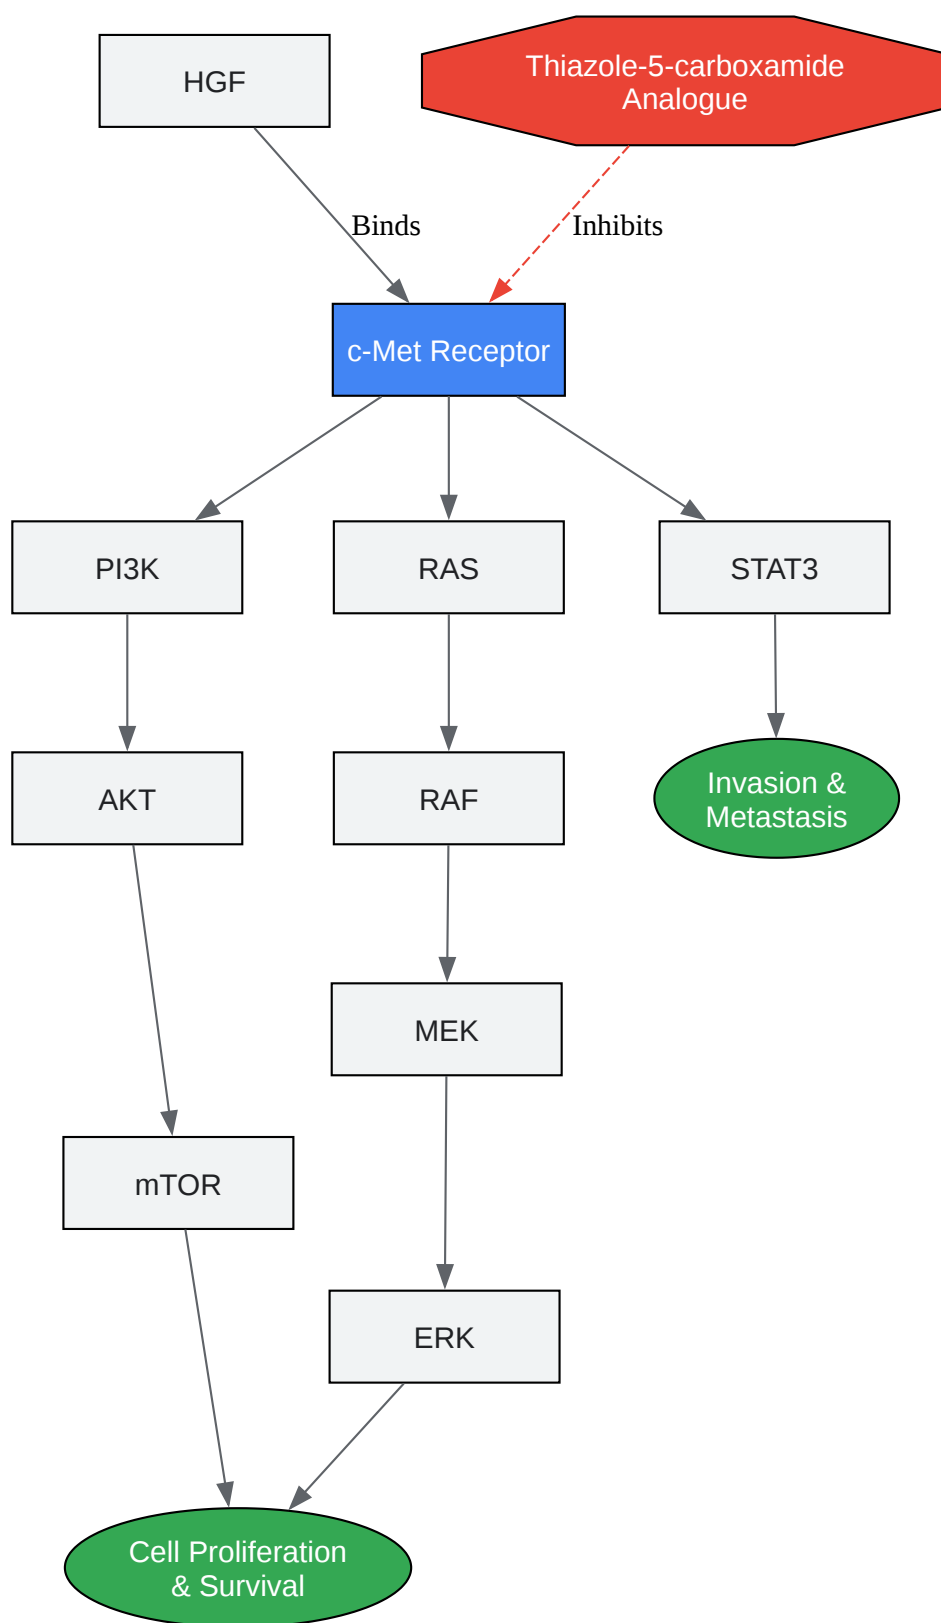 HGF
Thiazole-5-carboxamide
Analogue
Binds
Inhibits
c-Met Receptor
PI3K
RAS
STAT3
AKT
RAF
Invasion &
Metastasis
MEK
mTOR
ERK
Cell Proliferation
& Survival